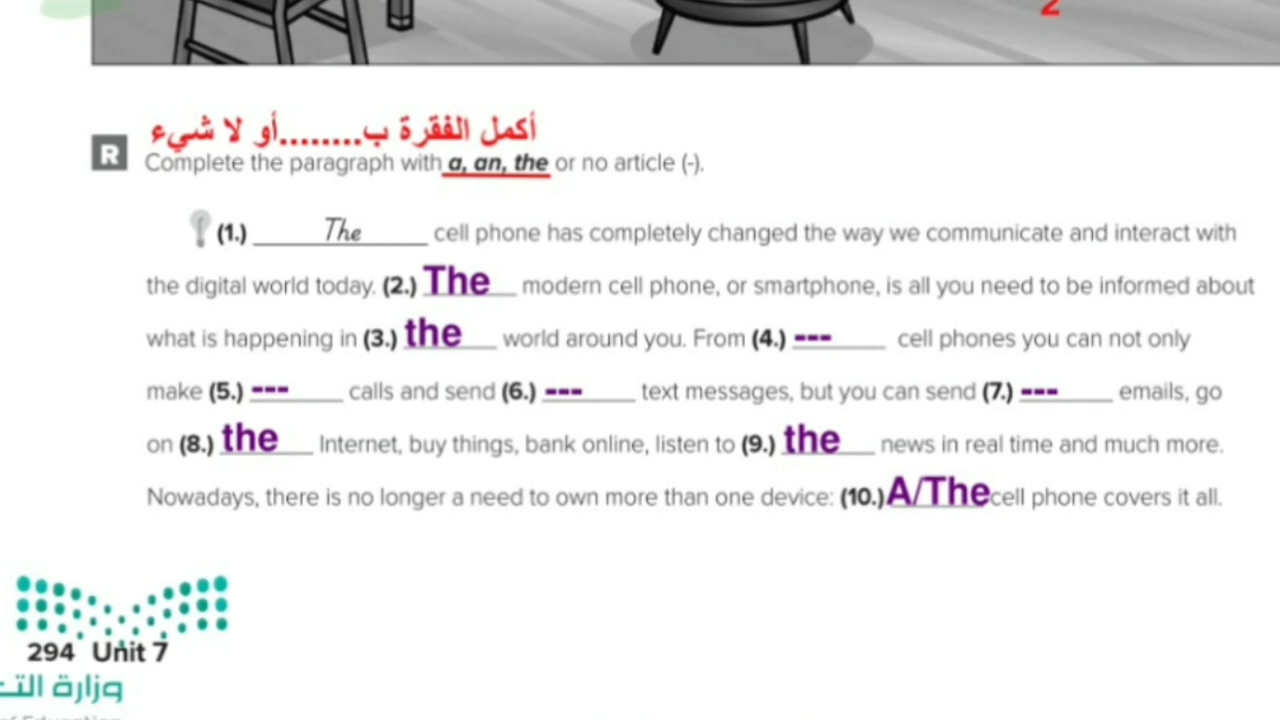 2
أكمل الفقرة ب........أو لا شيء
R Complete the paragraph with a, an, the or no article (-).
(1.) The cell phone has completely changed the way we communicate and interact with
the digital world today. (2.) The modern cell phone, or smartphone, is all you need to be informed about
what is happening in (3.) the world around you. From (4.) --- cell phones you can not only
make (5.) --- calls and send (6.) --- text messages, but you can send (7.) --- emails, go
on (8.) the Internet, buy things, bank online, listen to (9.) the news in real time and much more.
Nowadays, there is no longer a need to own more than one device: (10.) A/The cell phone covers it all.
294 Unit 7
وزارة